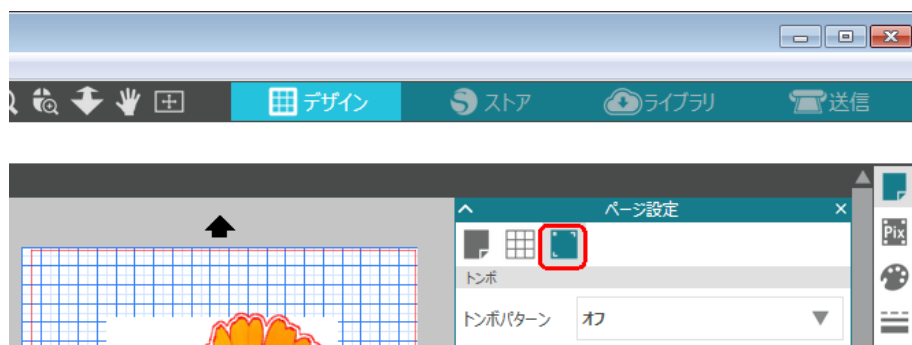 デザイン
ストア
ライブラリ
送信
ページ設定
Pix
トンボ
トンボパターン
オフ